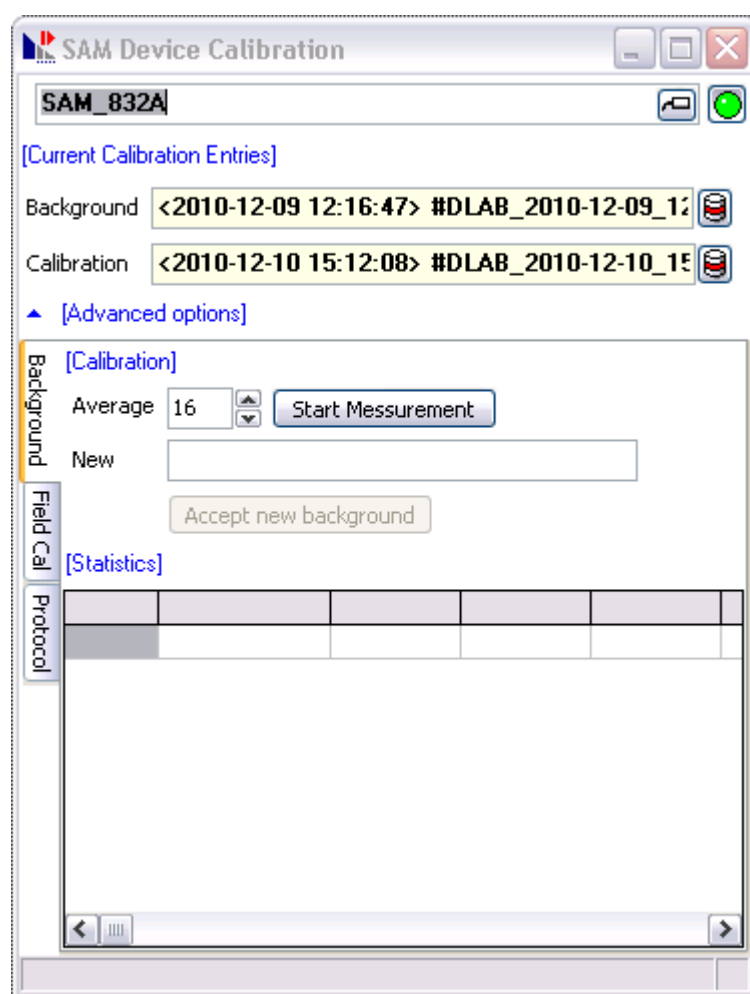 SAM Device Calibration
SAM_832A
[Current Calibration Entries]
Background <2010-12-09 12:16:47> #DLAB_2010-12-09_12
Calibration <2010-12-10 15:12:08> #DLAB_2010-12-10_15
[Advanced options]
Background
Field Cal
Protocol
[Calibration]
Average 16 Start Messurement
New
Accept new background
[Statistics]